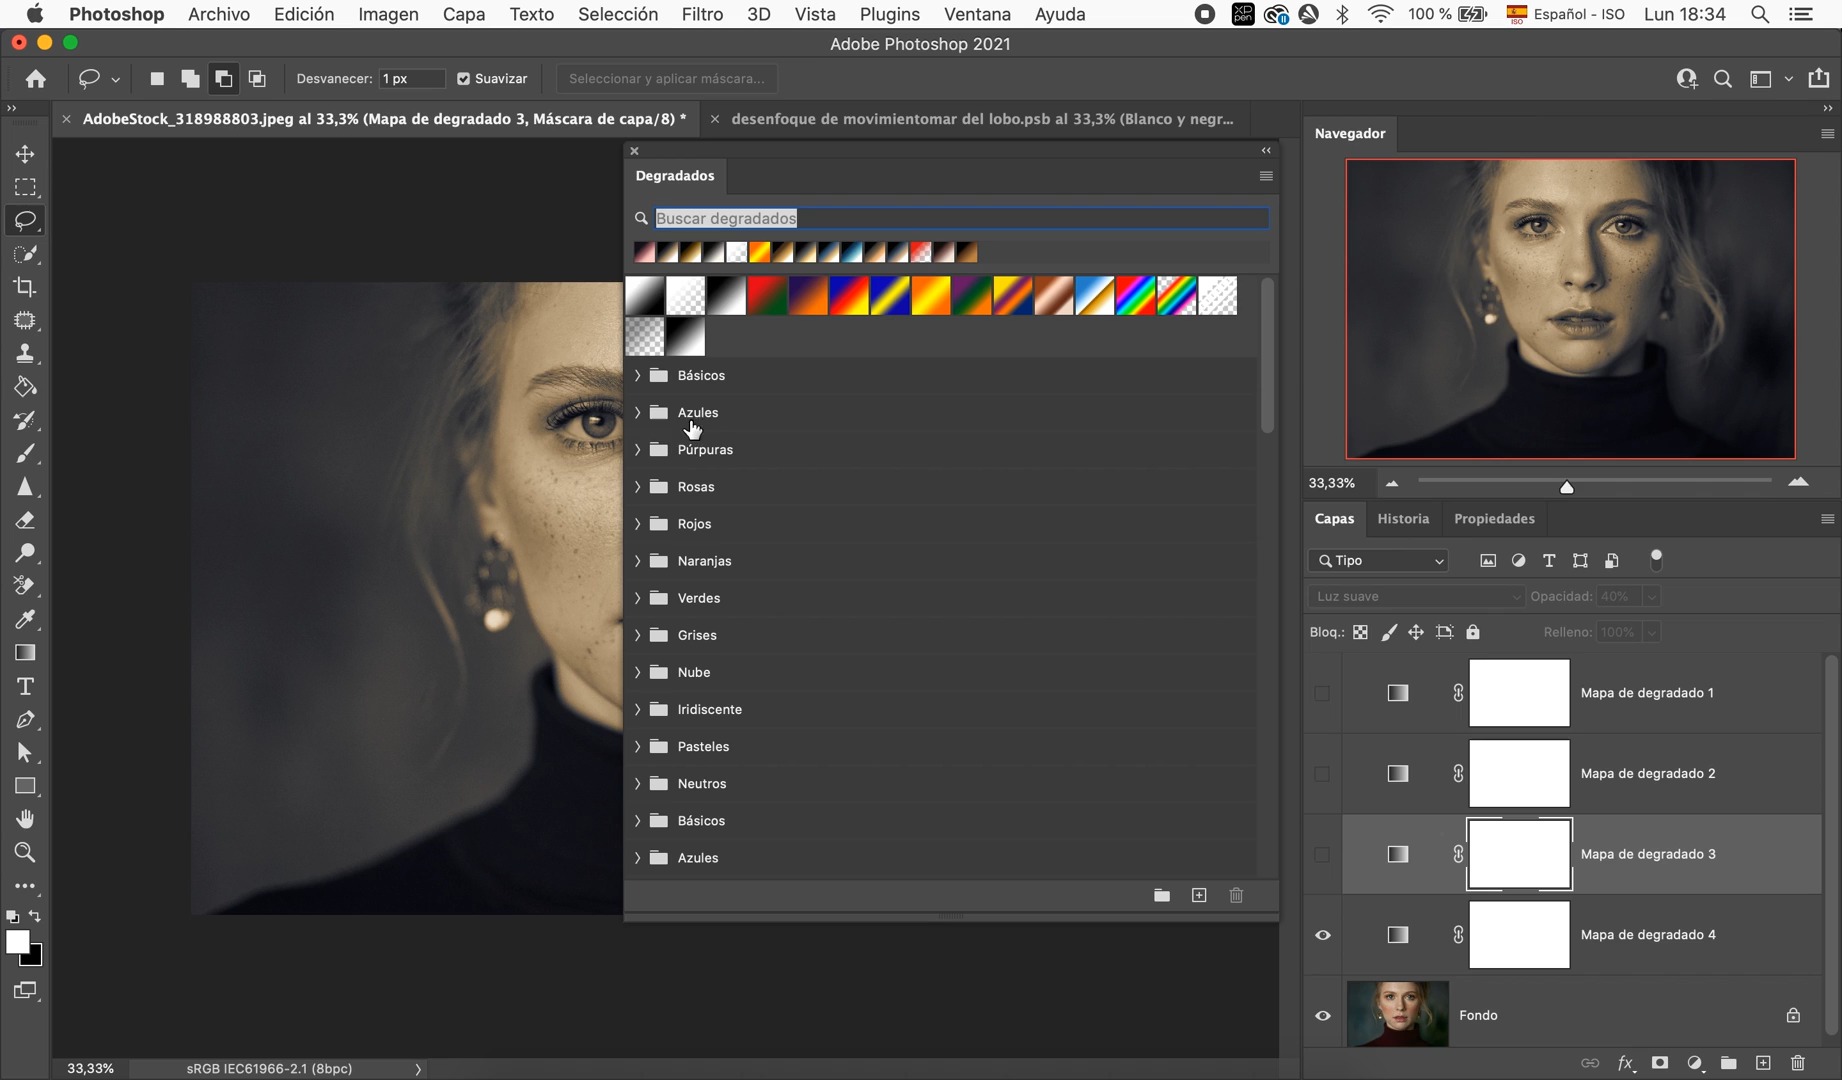 Photoshop Archivo Edición Imagen Capa Texto Selección Filtro 3D Vista Plugins Ventana Ayuda
XP pen 100 % ISO Español - ISO Lun 18:34
Adobe Photoshop 2021
Desvanecer: 1 px Suavizar Seleccionar y aplicar máscara...
AdobeStock_318988803.jpeg al 33,3% (Mapa de degradado 3, Máscara de capa/8) *
desenfoque de movimientomar del lobo.psb al 33,3% (Blanco y negr...
Degradados
Buscar degradados
Básicos
Azules
Púrpuras
Rosas
Rojos
Naranjas
Verdes
Grises
Nube
Iridiscente
Pasteles
Neutros
Básicos
Azules
Navegador
33,33%
Capas Historia Propiedades
Tipo
Luz suave Opacidad: 40%
Bloq.: Relleno: 100%
Mapa de degradado 1
Mapa de degradado 2
Mapa de degradado 3
Mapa de degradado 4
Fondo
fx
33,33% sRGB IEC61966-2.1 (8bpc)